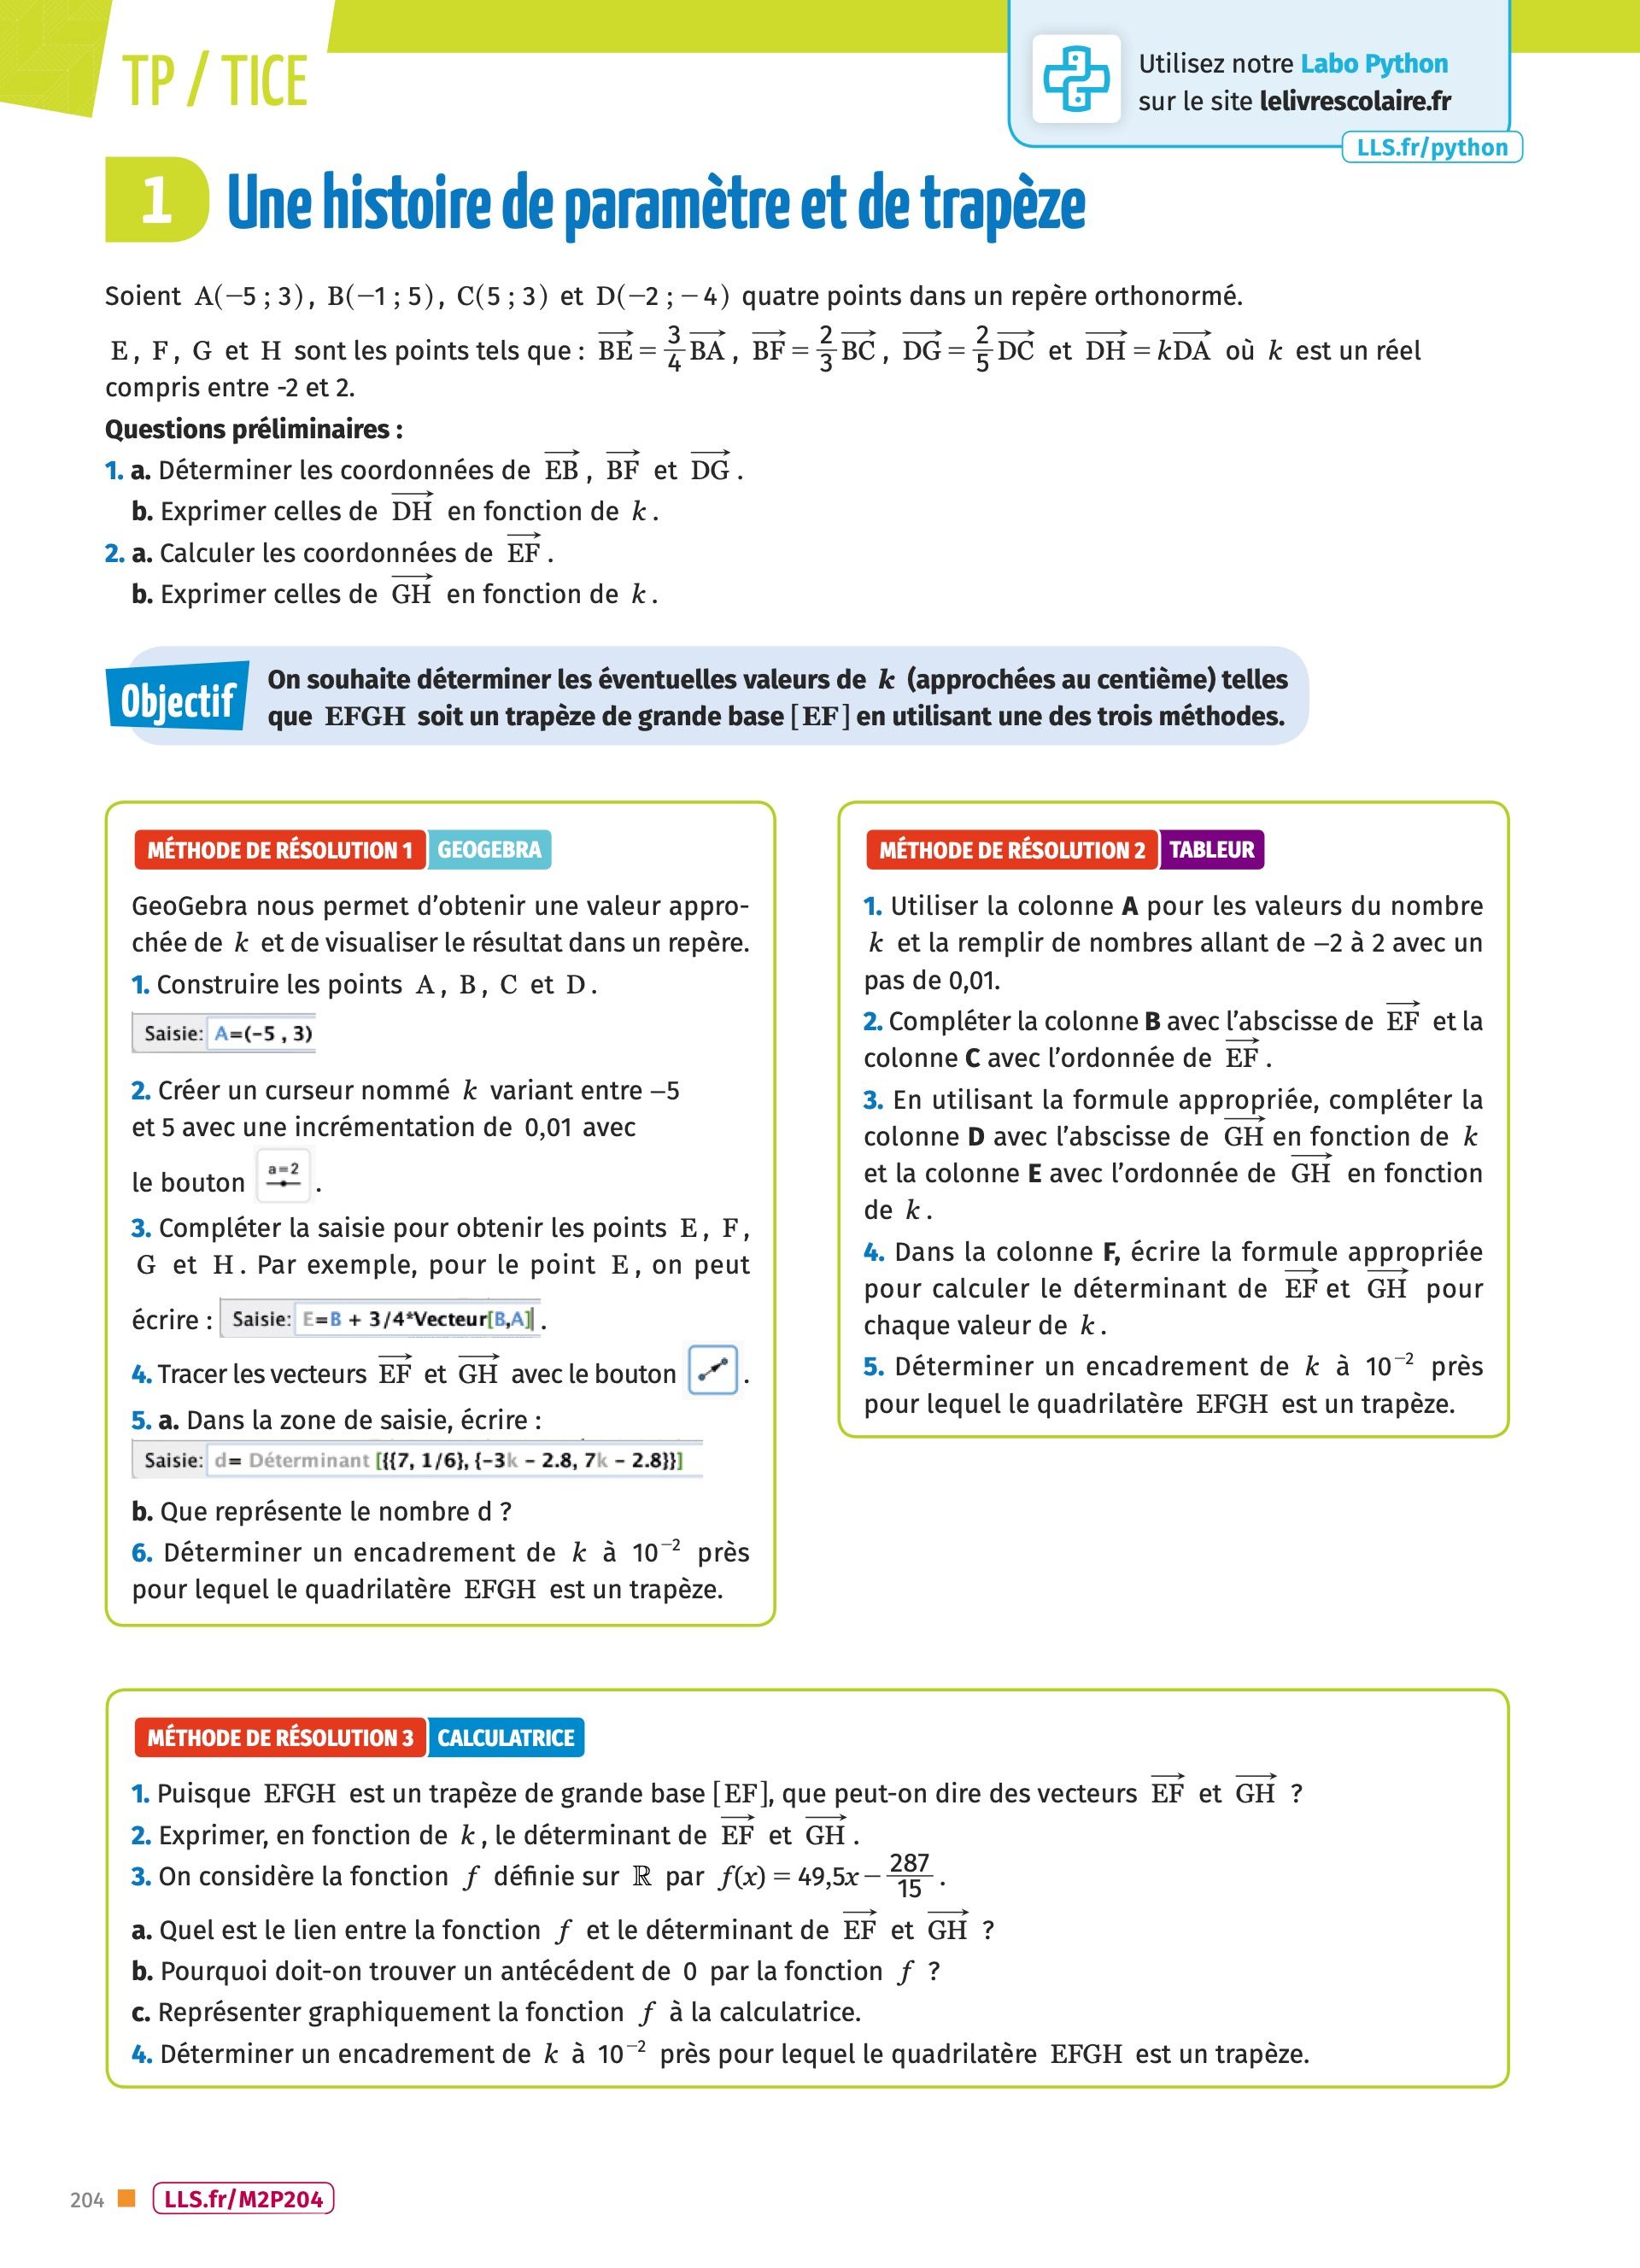 TP / TICE
Utilisez notre Labo Python
sur le site lelivrescolaire.fr
LLS.fr/python
1 Une histoire de paramètre et de trapèze
Soient A(−5 ; 3), B(−1 ; 5), C(5 ; 3) et D(−2 ; −4) quatre points dans un repère orthonormé.
E, F, G et H sont les points tels que : $\overrightarrow{BE} = \frac{3}{4}\overrightarrow{BA}$, $\overrightarrow{BF} = \frac{2}{3}\overrightarrow{BC}$, $\overrightarrow{DG} = \frac{2}{5}\overrightarrow{DC}$ et $\overrightarrow{DH} = k\overrightarrow{DA}$ où k est un réel
compris entre -2 et 2.
Questions préliminaires :
1. a. Déterminer les coordonnées de $\overrightarrow{EB}$, $\overrightarrow{BF}$ et $\overrightarrow{DG}$.
b. Exprimer celles de $\overrightarrow{DH}$ en fonction de k.
2. a. Calculer les coordonnées de $\overrightarrow{EF}$.
b. Exprimer celles de $\overrightarrow{GH}$ en fonction de k.
Objectif
On souhaite déterminer les éventuelles valeurs de k (approchées au centième) telles
que EFGH soit un trapèze de grande base [EF] en utilisant une des trois méthodes.
MÉTHODE DE RÉSOLUTION 1 GEOGEBRA
GeoGebra nous permet d'obtenir une valeur appro-
chée de k et de visualiser le résultat dans un repère.
1. Construire les points A, B, C et D.
Saisie: A=(-5 , 3)
2. Créer un curseur nommé k variant entre −5
et 5 avec une incrémentation de 0,01 avec
le bouton a=2 .
3. Compléter la saisie pour obtenir les points E, F,
G et H. Par exemple, pour le point E, on peut
écrire : Saisie: E=B + 3/4*Vecteur[B,A] .
4. Tracer les vecteurs $\overrightarrow{EF}$ et $\overrightarrow{GH}$ avec le bouton .
5. a. Dans la zone de saisie, écrire :
Saisie: d= Déterminant [{{7, 1/6}, {-3k - 2.8, 7k - 2.8}}]
b. Que représente le nombre d ?
6. Déterminer un encadrement de k à $10^{-2}$ près
pour lequel le quadrilatère EFGH est un trapèze.
MÉTHODE DE RÉSOLUTION 2 TABLEUR
1. Utiliser la colonne A pour les valeurs du nombre
k et la remplir de nombres allant de −2 à 2 avec un
pas de 0,01.
2. Compléter la colonne B avec l'abscisse de $\overrightarrow{EF}$ et la
colonne C avec l'ordonnée de $\overrightarrow{EF}$.
3. En utilisant la formule appropriée, compléter la
colonne D avec l'abscisse de $\overrightarrow{GH}$ en fonction de k
et la colonne E avec l'ordonnée de $\overrightarrow{GH}$ en fonction
de k.
4. Dans la colonne F, écrire la formule appropriée
pour calculer le déterminant de $\overrightarrow{EF}$ et $\overrightarrow{GH}$ pour
chaque valeur de k.
5. Déterminer un encadrement de k à $10^{-2}$ près
pour lequel le quadrilatère EFGH est un trapèze.
MÉTHODE DE RÉSOLUTION 3 CALCULATRICE
1. Puisque EFGH est un trapèze de grande base [EF], que peut-on dire des vecteurs $\overrightarrow{EF}$ et $\overrightarrow{GH}$ ?
2. Exprimer, en fonction de k, le déterminant de $\overrightarrow{EF}$ et $\overrightarrow{GH}$.
3. On considère la fonction f définie sur ℝ par $f(x) = 49{,}5x - \frac{287}{15}$.
a. Quel est le lien entre la fonction f et le déterminant de $\overrightarrow{EF}$ et $\overrightarrow{GH}$ ?
b. Pourquoi doit-on trouver un antécédent de 0 par la fonction f ?
c. Représenter graphiquement la fonction f à la calculatrice.
4. Déterminer un encadrement de k à $10^{-2}$ près pour lequel le quadrilatère EFGH est un trapèze.
204 LLS.fr/M2P204